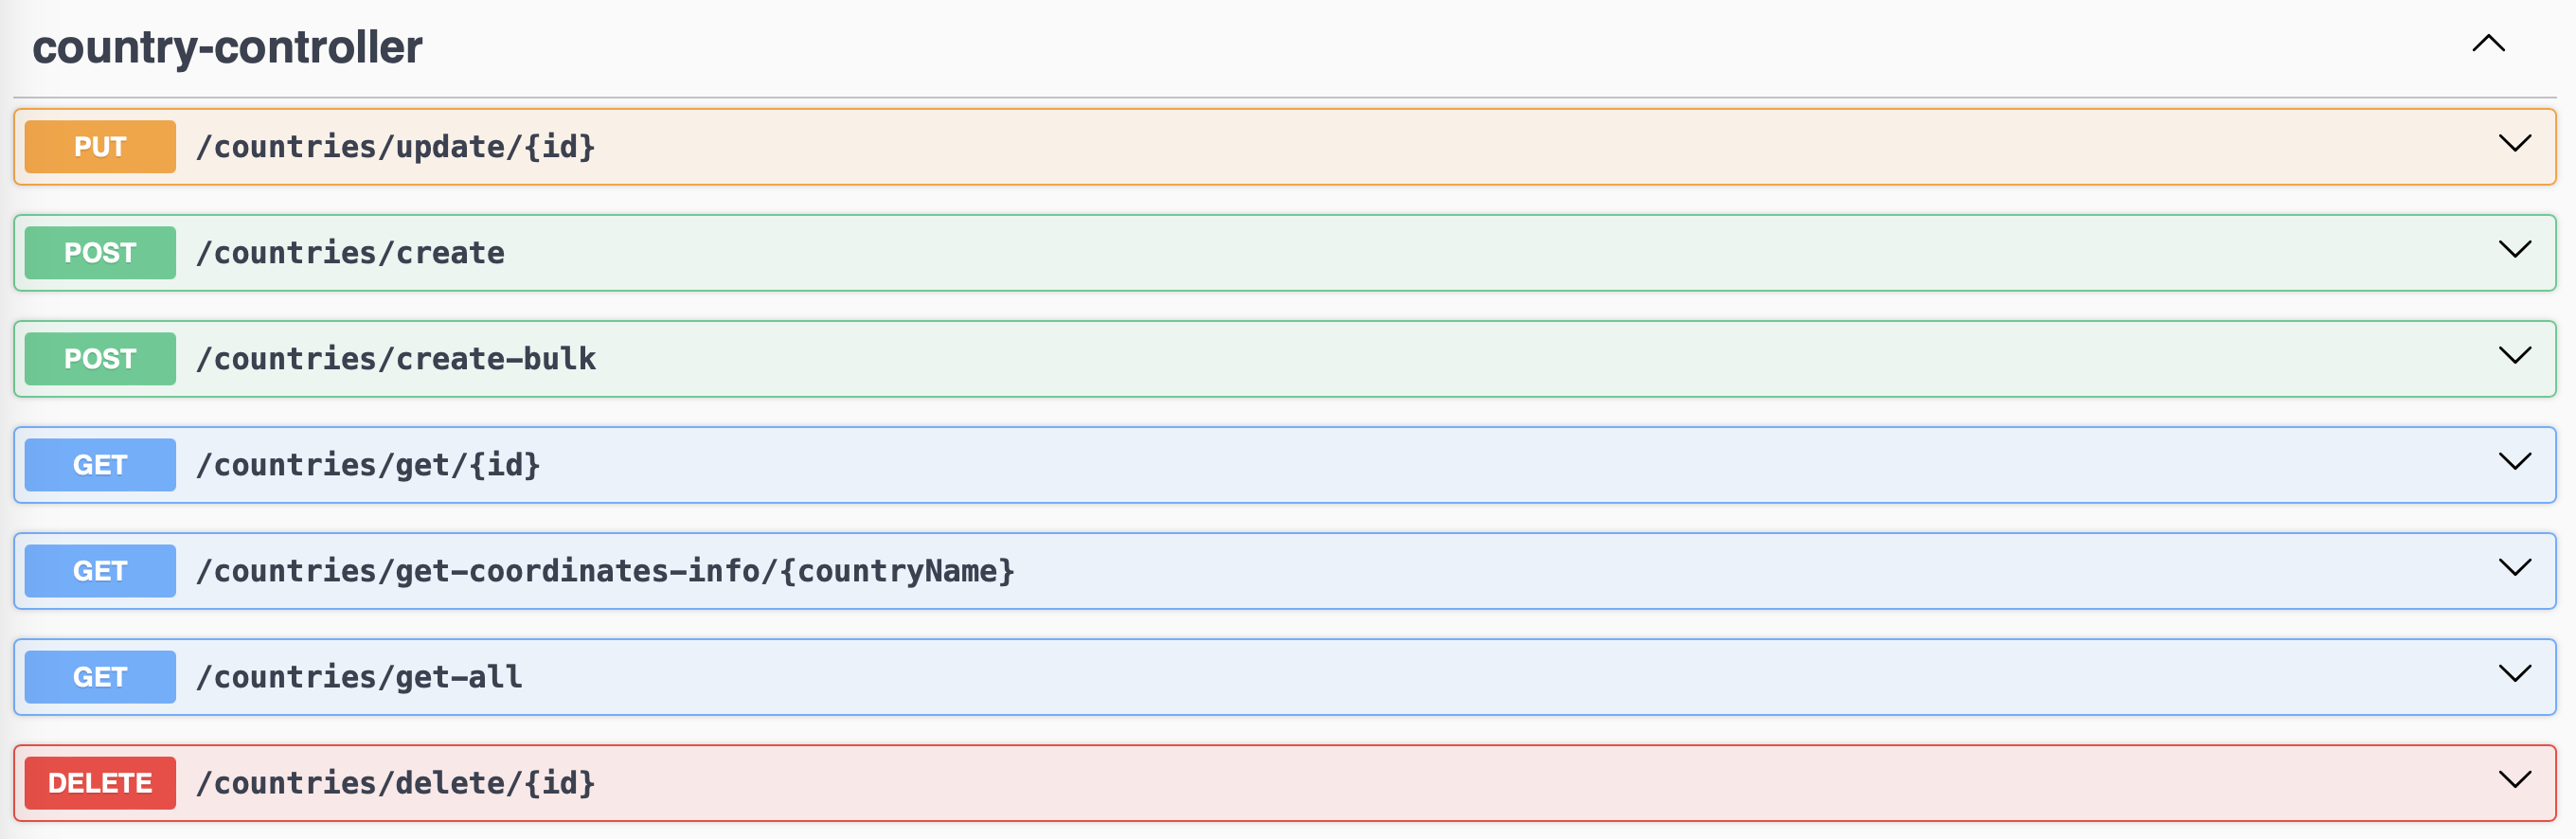 country-controller
PUT /countries/update/{id}
POST /countries/create
POST /countries/create-bulk
GET /countries/get/{id}
GET /countries/get-coordinates-info/{countryName}
GET /countries/get-all
DELETE /countries/delete/{id}